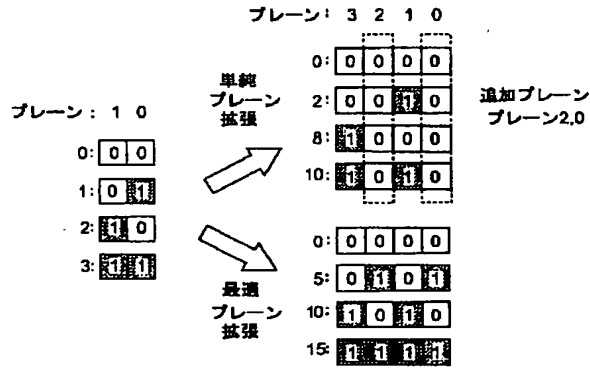 プレーン: 3 2 1 0
0: 0 0 0 0
単純
プレーン
拡張
2: 0 0 1 0
8: 1 0 0 0
10: 1 0 1 0
追加プレーン
プレーン2,0
プレーン: 1 0
0: 0 0
1: 0 1
2: 1 0
3: 1 1
最適
プレーン
拡張
0: 0 0 0 0
5: 0 1 0 1
10: 1 0 1 0
15: 1 1 1 1